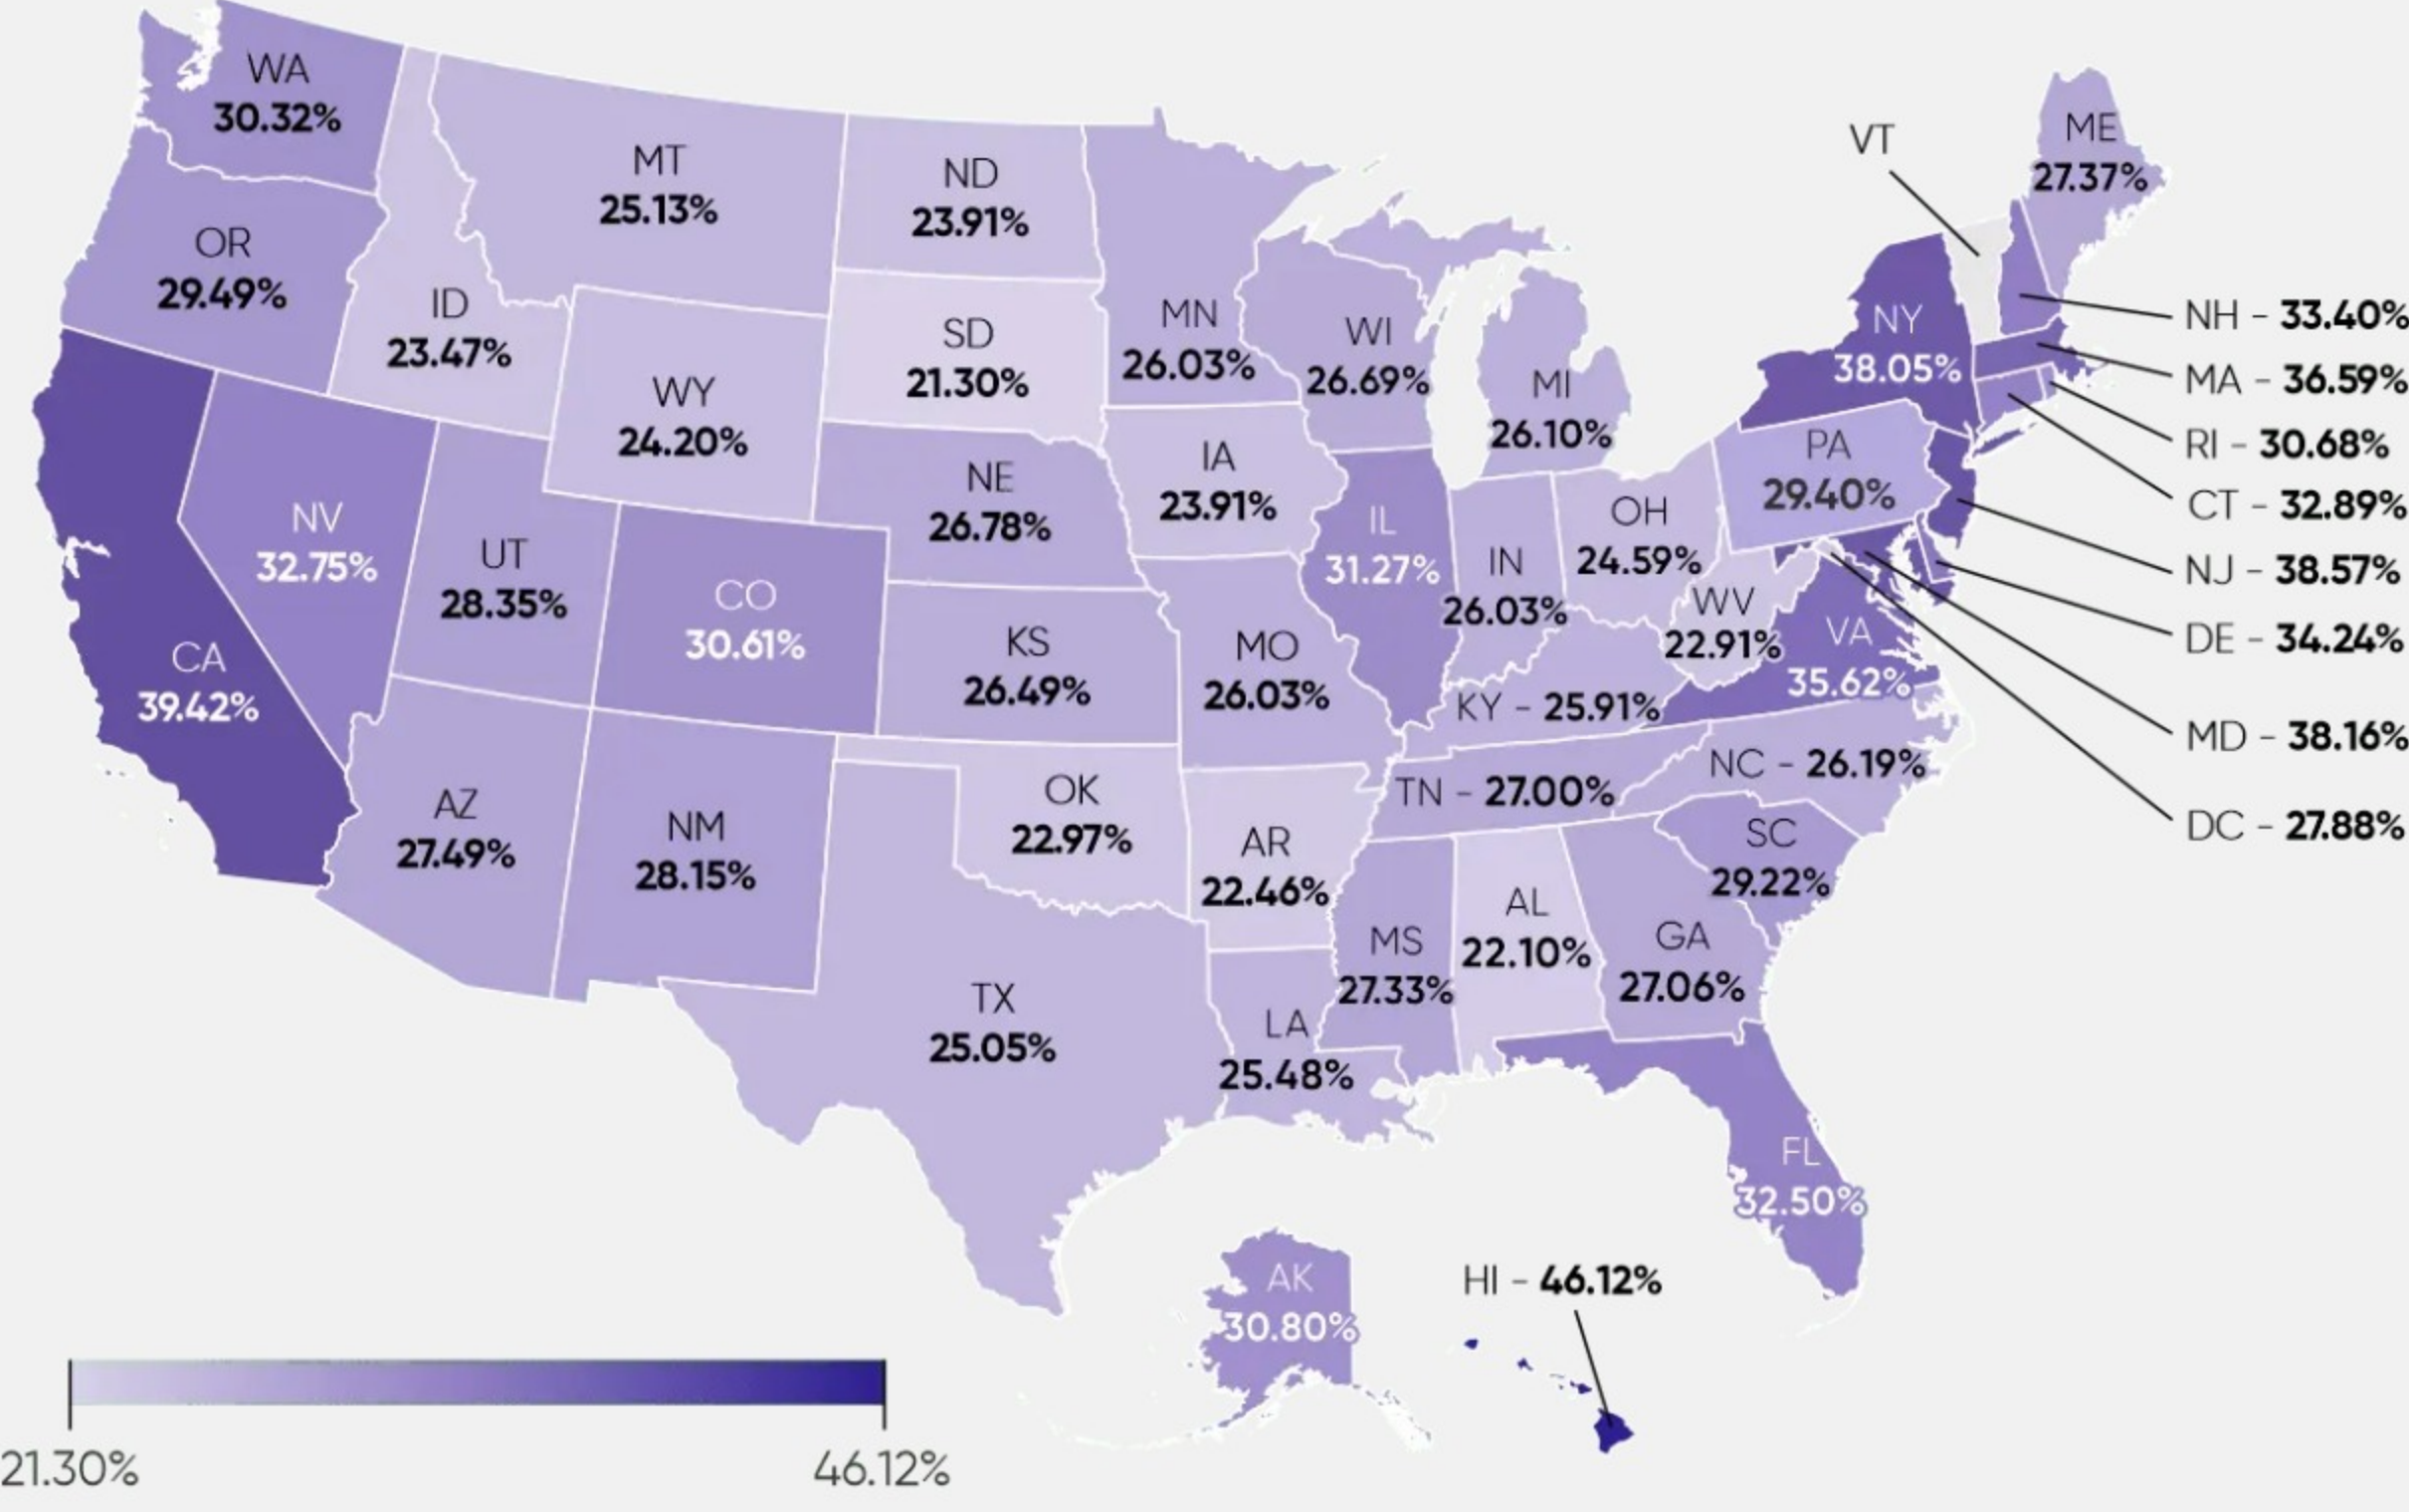 WA
30.32%
OR
29.49%
CA
39.42%
NV
32.75%
ID
23.47%
MT
25.13%
WY
24.20%
UT
28.35%
CO
30.61%
AZ
27.49%
NM
28.15%
ND
23.91%
SD
21.30%
NE
26.78%
KS
26.49%
OK
22.97%
TX
25.05%
MN
26.03%
IA
23.91%
MO
26.03%
AR
22.46%
LA
25.48%
WI
26.69%
IL
31.27%
MI
26.10%
IN
26.03%
OH
24.59%
KY - 25.91%
TN - 27.00%
MS
27.33%
AL
22.10%
GA
27.06%
FL
32.50%
SC
29.22%
NC - 26.19%
VA
35.62%
WV
22.91%
PA
29.40%
NY
38.05%
VT
ME
27.37%
NH - 33.40%
MA - 36.59%
RI - 30.68%
CT - 32.89%
NJ - 38.57%
DE - 34.24%
MD - 38.16%
DC - 27.88%
AK
30.80%
HI - 46.12%
21.30%
46.12%